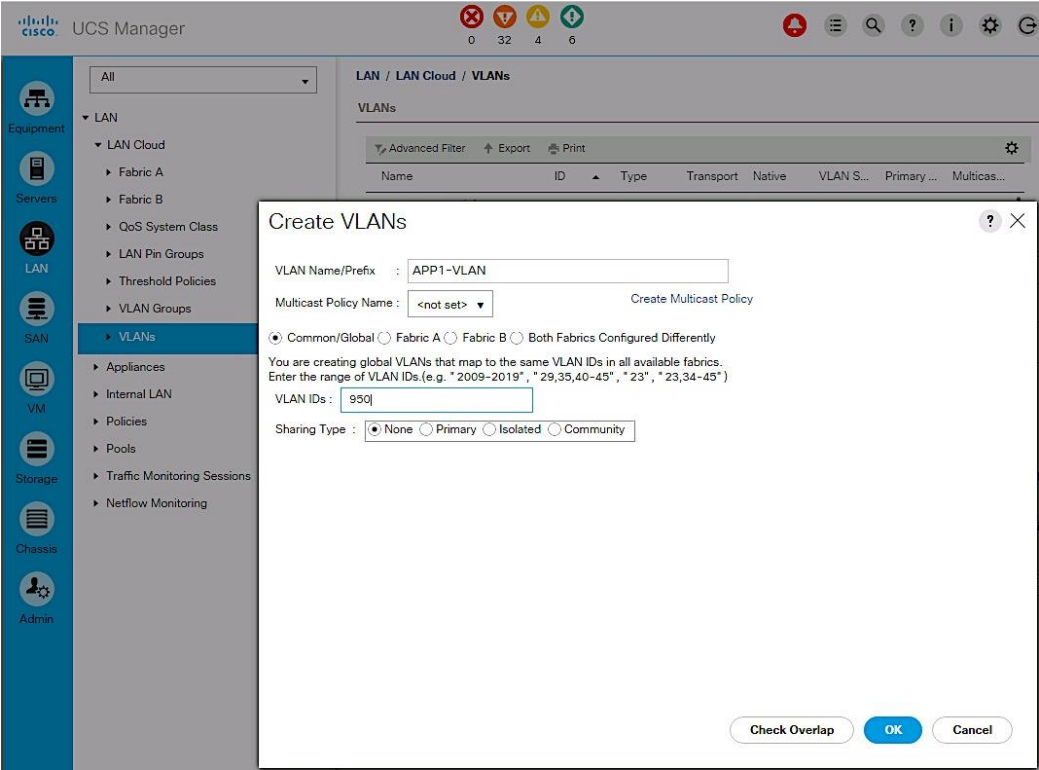 cisco
UCS Manager
0 32 4 6
Equipment
Servers
LAN
SAN
VM
Storage
Chassis
Admin
All
LAN
LAN Cloud
Fabric A
Fabric B
QoS System Class
LAN Pin Groups
Threshold Policies
VLAN Groups
VLANs
Appliances
Internal LAN
Policies
Pools
Traffic Monitoring Sessions
Netflow Monitoring
LAN / LAN Cloud / VLANs
VLANs
Advanced Filter Export Print
Name ID Type Transport Native VLAN S... Primary ... Multicas...
Create VLANs
VLAN Name/Prefix : APP1-VLAN
Multicast Policy Name : <not set> Create Multicast Policy
Common/Global Fabric A Fabric B Both Fabrics Configured Differently
You are creating global VLANs that map to the same VLAN IDs in all available fabrics.
Enter the range of VLAN IDs.(e.g. " 2009-2019" , " 29,35,40-45" , " 23" , " 23,34-45" )
VLAN IDs : 950
Sharing Type : None Primary Isolated Community
Check Overlap OK Cancel